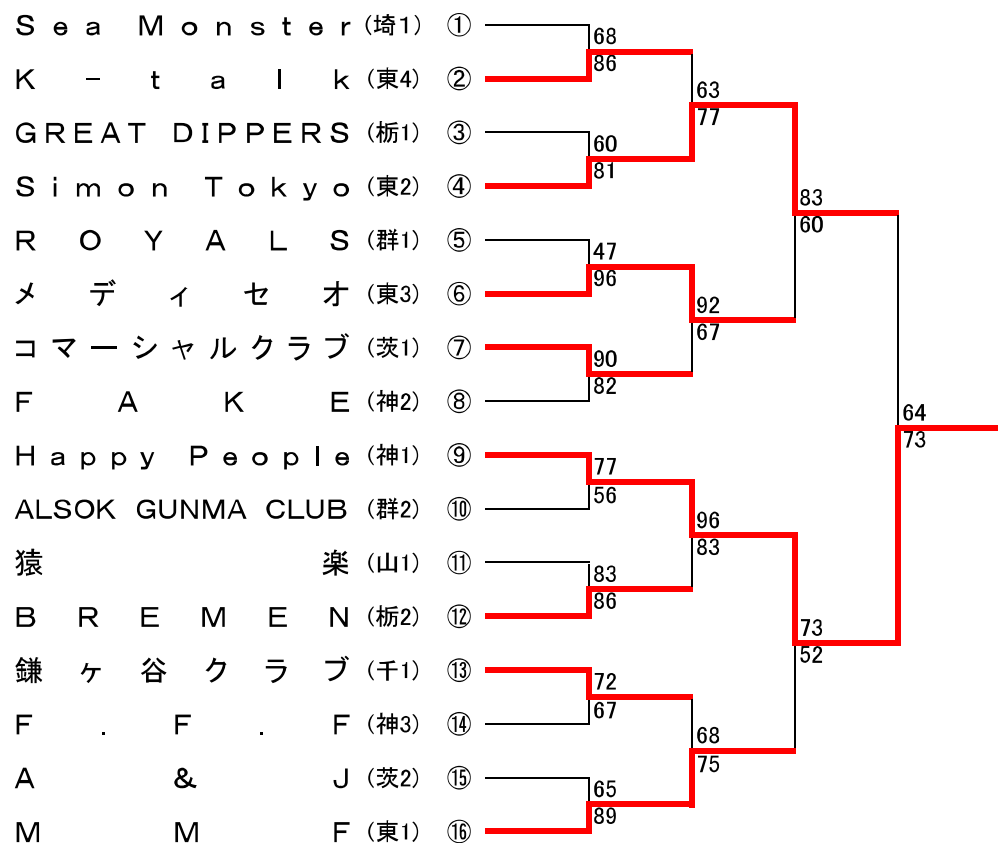 Sea Monster (埼1) ①
K-talk (東4) ②
GREAT DIPPERS (栃1) ③
Simon Tokyo (東2) ④
ROYALS (群1) ⑤
メディセオ (東3) ⑥
コマーシャルクラブ (茨1) ⑦
FAKE (神2) ⑧
Happy People (神1) ⑨
ALSOK GUNMA CLUB (群2) ⑩
猿楽 (山1) ⑪
BREMEN (栃2) ⑫
鎌ヶ谷クラブ (千1) ⑬
F.F.F (神3) ⑭
A&J (茨2) ⑮
MMF (東1) ⑯
68
86
60
81
47
96
90
82
77
56
83
86
72
67
65
89
63
77
92
67
96
83
68
75
83
60
73
52
64
73